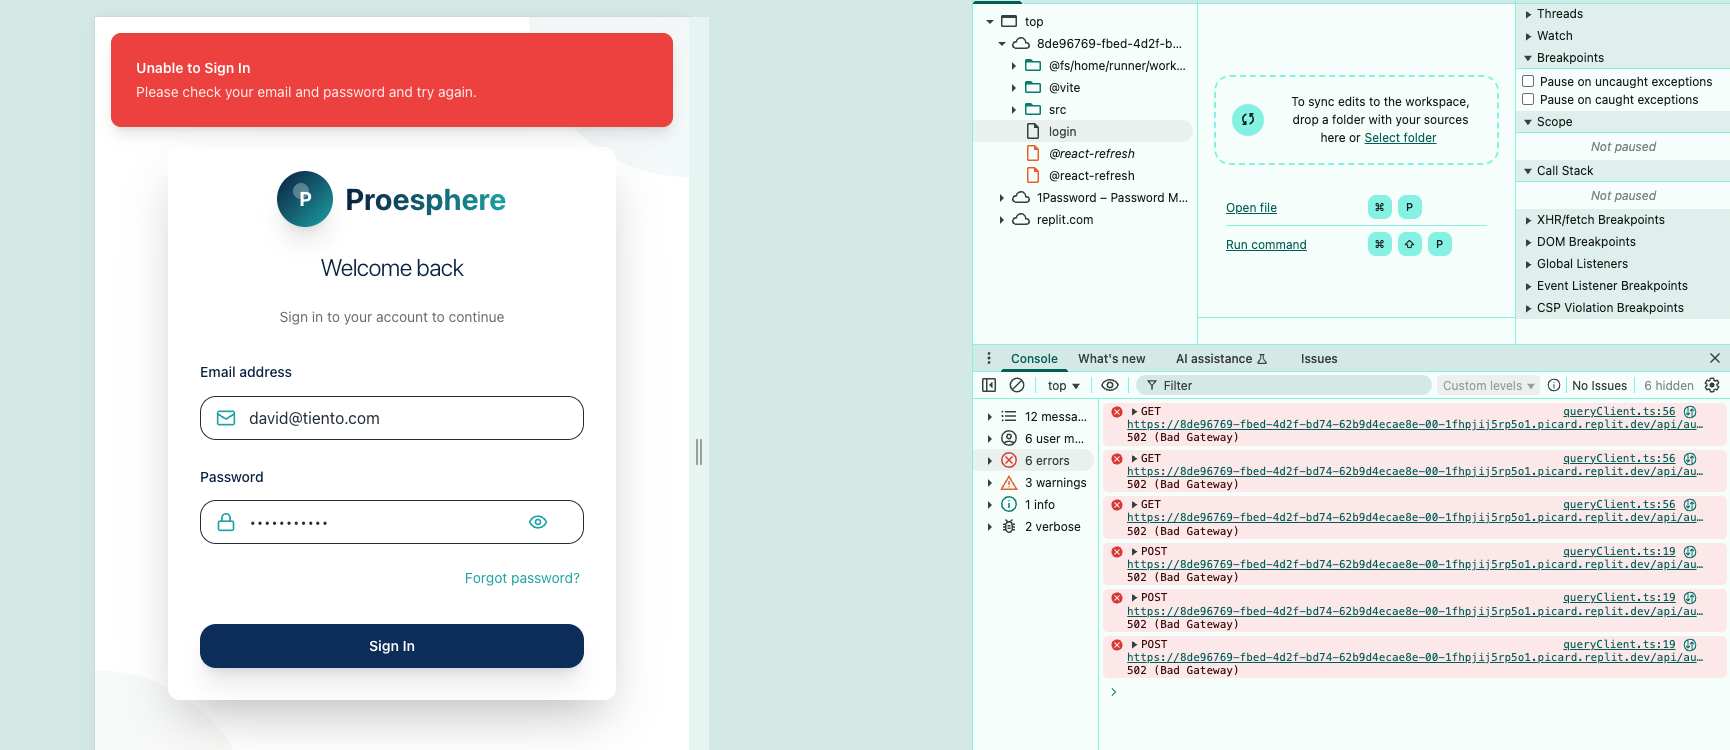 Unable to Sign In
Please check your email and password and try again.
P
Proesphere
Welcome back
Sign in to your account to continue
Email address
david@tiento.com
Password
•••••••••••
Forgot password?
Sign In
top
8de96769-fbed-4d2f-b...
@fs/home/runner/work...
@vite
src
login
@react-refresh
@react-refresh
1Password – Password M...
replit.com
To sync edits to the workspace,
drop a folder with your sources
here or Select folder
Open file ⌘ P
Run command ⌘ ⇧ P
Threads
Watch
Breakpoints
Pause on uncaught exceptions
Pause on caught exceptions
Scope
Not paused
Call Stack
Not paused
XHR/fetch Breakpoints
DOM Breakpoints
Global Listeners
Event Listener Breakpoints
CSP Violation Breakpoints
Console What's new AI assistance Issues
top Filter Custom levels No Issues 6 hidden
12 messa...
6 user m...
6 errors
3 warnings
1 info
2 verbose
GET queryClient.ts:56
https://8de96769-fbed-4d2f-bd74-62b9d4ecae8e-00-1fhpjij5rp5o1.picard.replit.dev/api/au…
502 (Bad Gateway)
GET queryClient.ts:56
https://8de96769-fbed-4d2f-bd74-62b9d4ecae8e-00-1fhpjij5rp5o1.picard.replit.dev/api/au…
502 (Bad Gateway)
GET queryClient.ts:56
https://8de96769-fbed-4d2f-bd74-62b9d4ecae8e-00-1fhpjij5rp5o1.picard.replit.dev/api/au…
502 (Bad Gateway)
POST queryClient.ts:19
https://8de96769-fbed-4d2f-bd74-62b9d4ecae8e-00-1fhpjij5rp5o1.picard.replit.dev/api/au…
502 (Bad Gateway)
POST queryClient.ts:19
https://8de96769-fbed-4d2f-bd74-62b9d4ecae8e-00-1fhpjij5rp5o1.picard.replit.dev/api/au…
502 (Bad Gateway)
POST queryClient.ts:19
https://8de96769-fbed-4d2f-bd74-62b9d4ecae8e-00-1fhpjij5rp5o1.picard.replit.dev/api/au…
502 (Bad Gateway)